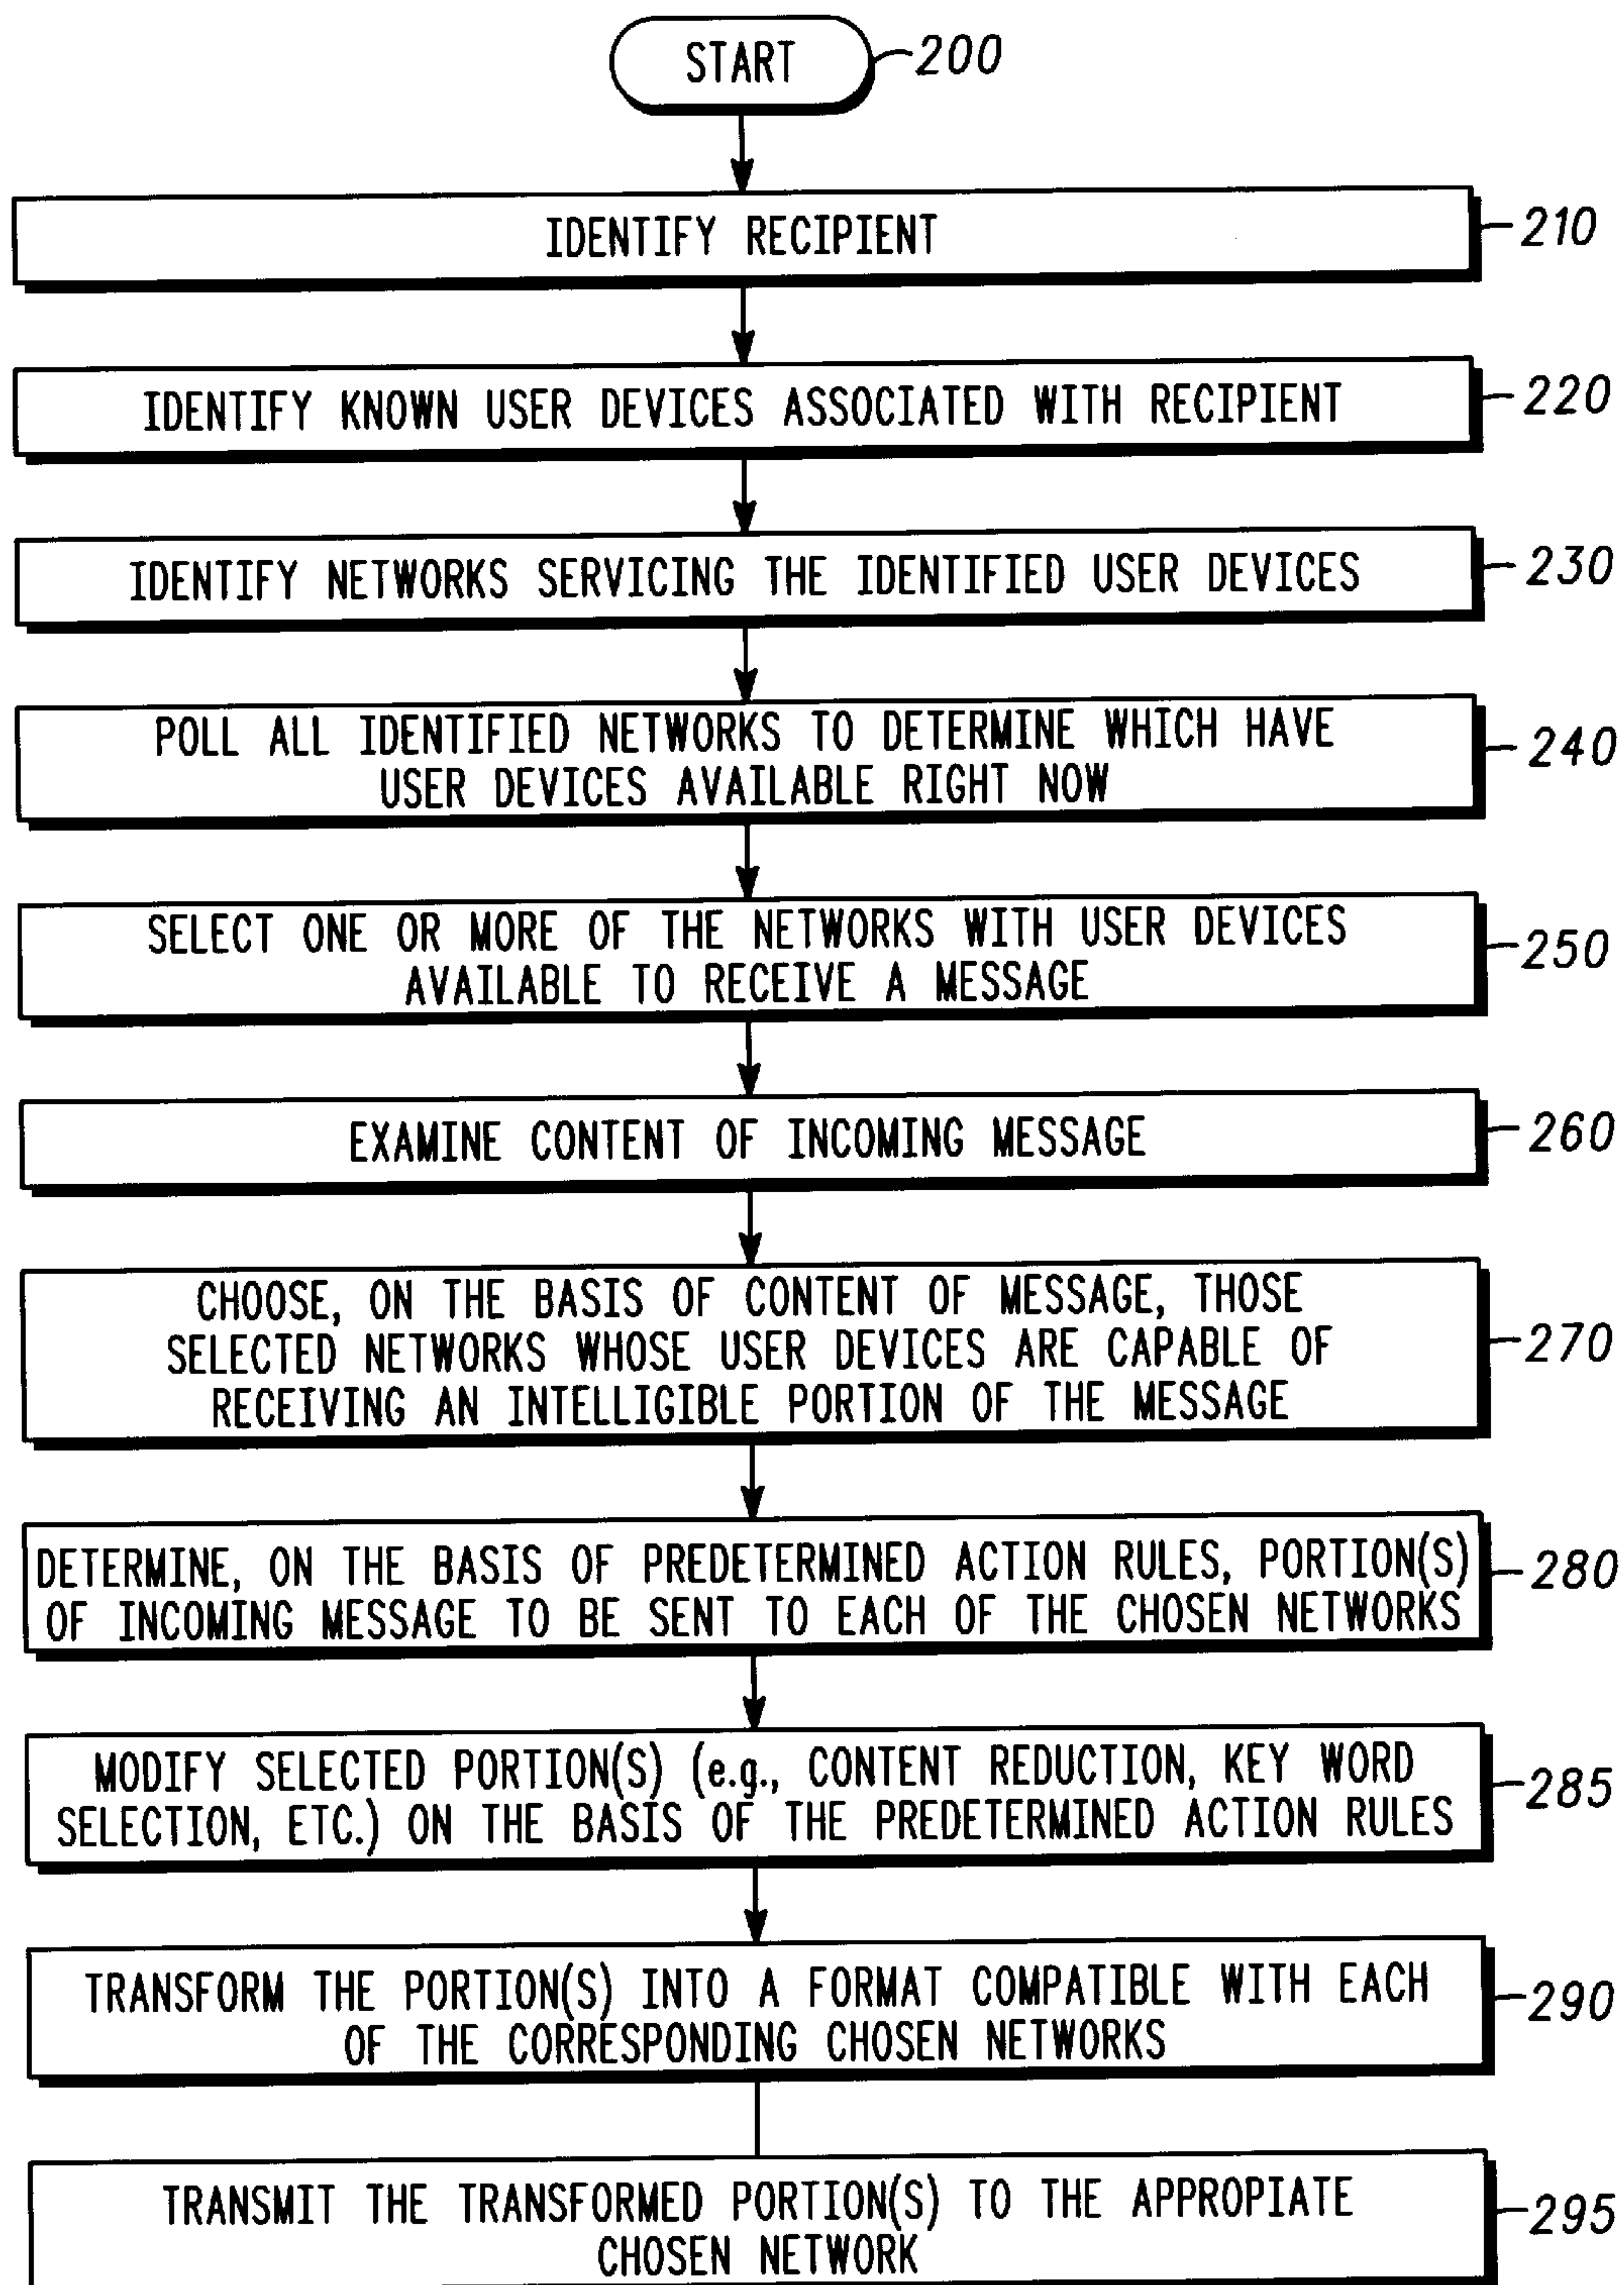 START
200
IDENTIFY RECIPIENT
210
IDENTIFY KNOWN USER DEVICES ASSOCIATED WITH RECIPIENT
220
IDENTIFY NETWORKS SERVICING THE IDENTIFIED USER DEVICES
230
POLL ALL IDENTIFIED NETWORKS TO DETERMINE WHICH HAVE
USER DEVICES AVAILABLE RIGHT NOW
240
SELECT ONE OR MORE OF THE NETWORKS WITH USER DEVICES
AVAILABLE TO RECEIVE A MESSAGE
250
EXAMINE CONTENT OF INCOMING MESSAGE
260
CHOOSE, ON THE BASIS OF CONTENT OF MESSAGE, THOSE
SELECTED NETWORKS WHOSE USER DEVICES ARE CAPABLE OF
RECEIVING AN INTELLIGIBLE PORTION OF THE MESSAGE
270
DETERMINE, ON THE BASIS OF PREDETERMINED ACTION RULES, PORTION(S)
OF INCOMING MESSAGE TO BE SENT TO EACH OF THE CHOSEN NETWORKS
280
MODIFY SELECTED PORTION(S) (e.g., CONTENT REDUCTION, KEY WORD
SELECTION, ETC.) ON THE BASIS OF THE PREDETERMINED ACTION RULES
285
TRANSFORM THE PORTION(S) INTO A FORMAT COMPATIBLE WITH EACH
OF THE CORRESPONDING CHOSEN NETWORKS
290
TRANSMIT THE TRANSFORMED PORTION(S) TO THE APPROPIATE
CHOSEN NETWORK
295